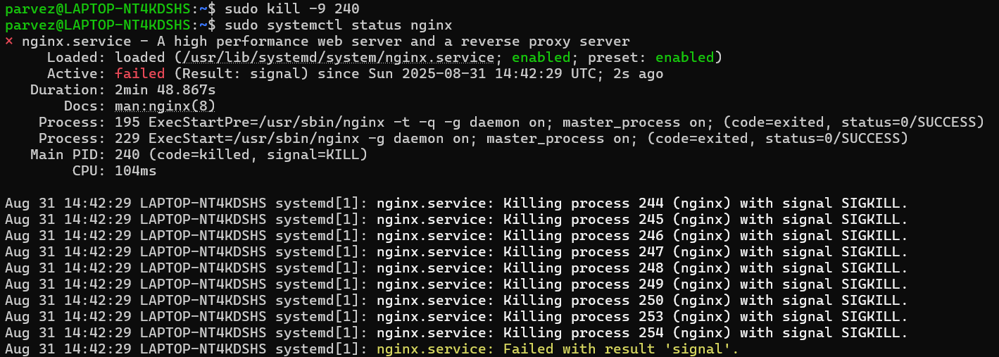 parvez@LAPTOP-NT4KDSHS:~$ sudo kill -9 240
parvez@LAPTOP-NT4KDSHS:~$ sudo systemctl status nginx
× nginx.service - A high performance web server and a reverse proxy server
     Loaded: loaded (/usr/lib/systemd/system/nginx.service; enabled; preset: enabled)
     Active: failed (Result: signal) since Sun 2025-08-31 14:42:29 UTC; 2s ago
   Duration: 2min 48.867s
       Docs: man:nginx(8)
    Process: 195 ExecStartPre=/usr/sbin/nginx -t -q -g daemon on; master_process on; (code=exited, status=0/SUCCESS)
    Process: 229 ExecStart=/usr/sbin/nginx -g daemon on; master_process on; (code=exited, status=0/SUCCESS)
   Main PID: 240 (code=killed, signal=KILL)
        CPU: 104ms

Aug 31 14:42:29 LAPTOP-NT4KDSHS systemd[1]: nginx.service: Killing process 244 (nginx) with signal SIGKILL.
Aug 31 14:42:29 LAPTOP-NT4KDSHS systemd[1]: nginx.service: Killing process 245 (nginx) with signal SIGKILL.
Aug 31 14:42:29 LAPTOP-NT4KDSHS systemd[1]: nginx.service: Killing process 246 (nginx) with signal SIGKILL.
Aug 31 14:42:29 LAPTOP-NT4KDSHS systemd[1]: nginx.service: Killing process 247 (nginx) with signal SIGKILL.
Aug 31 14:42:29 LAPTOP-NT4KDSHS systemd[1]: nginx.service: Killing process 248 (nginx) with signal SIGKILL.
Aug 31 14:42:29 LAPTOP-NT4KDSHS systemd[1]: nginx.service: Killing process 249 (nginx) with signal SIGKILL.
Aug 31 14:42:29 LAPTOP-NT4KDSHS systemd[1]: nginx.service: Killing process 250 (nginx) with signal SIGKILL.
Aug 31 14:42:29 LAPTOP-NT4KDSHS systemd[1]: nginx.service: Killing process 253 (nginx) with signal SIGKILL.
Aug 31 14:42:29 LAPTOP-NT4KDSHS systemd[1]: nginx.service: Killing process 254 (nginx) with signal SIGKILL.
Aug 31 14:42:29 LAPTOP-NT4KDSHS systemd[1]: nginx.service: Failed with result 'signal'.